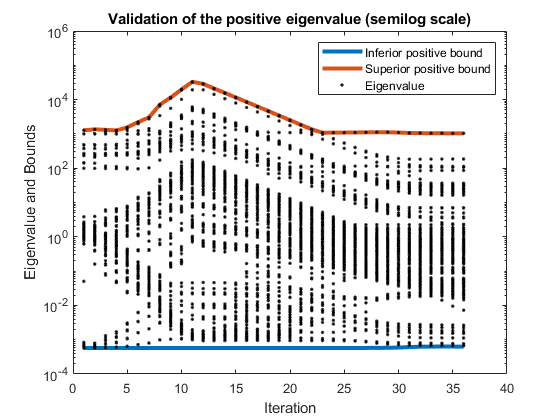 Validation of the positive eigenvalue (semilog scale)
Inferior positive bound
Superior positive bound
Eigenvalue
Eigenvalue and Bounds
10^6
10^4
10^2
10^0
10^-2
10^-4
0 5 10 15 20 25 30 35 40
Iteration